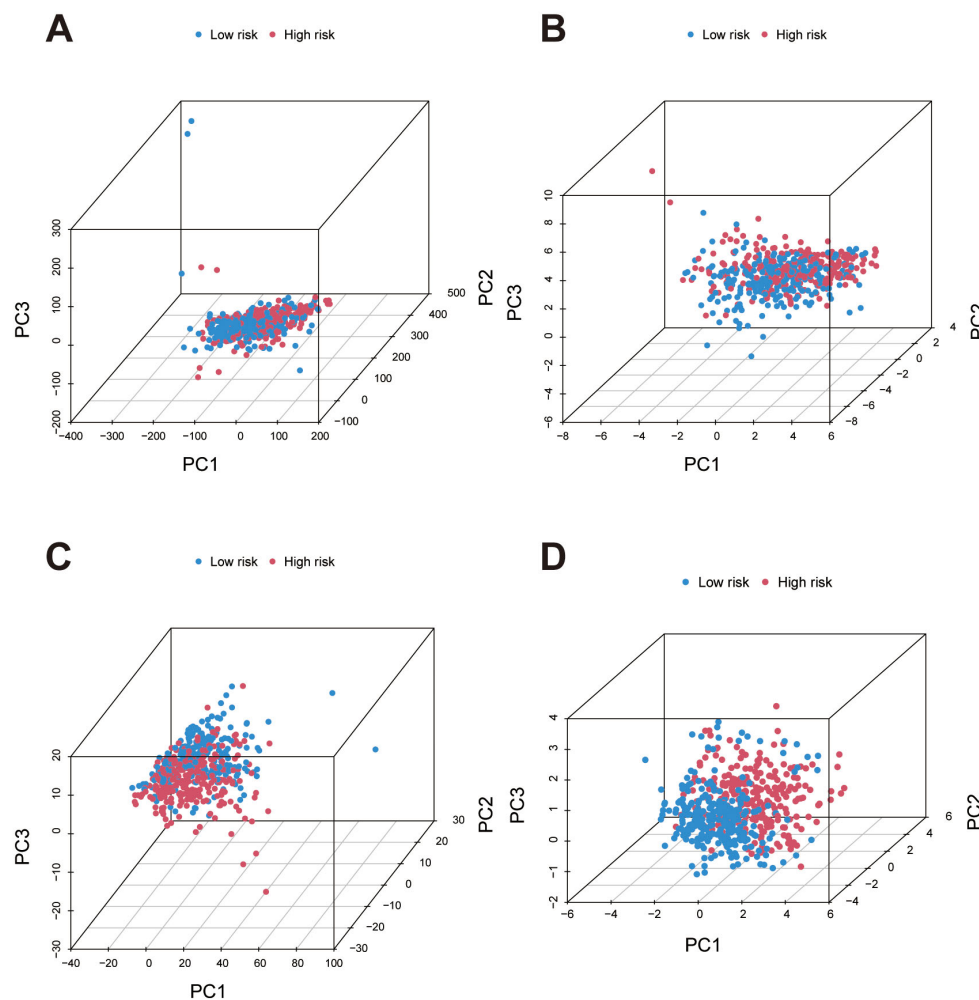 A
Low risk High risk
PC3
300
200
100
0
−100
−200
−400 −300 −200 −100 0 100 200
PC1
−100
0
100
200
300
400
500
PC2
B
Low risk High risk
PC3
10
8
6
4
2
0
−2
−4
−6
−8 −6 −4 −2 0 2 4 6
PC1
−8
−6
−4
−2
0
2
4
PC2
C
Low risk High risk
PC3
20
10
0
−10
−20
−30
−40 −20 0 20 40 60 80 100
PC1
−30
−20
−10
0
10
20
30
PC2
D
Low risk High risk
PC3
4
3
2
1
0
−1
−2
−6 −4 −2 0 2 4 6
PC1
−4
−2
0
2
4
6
PC2